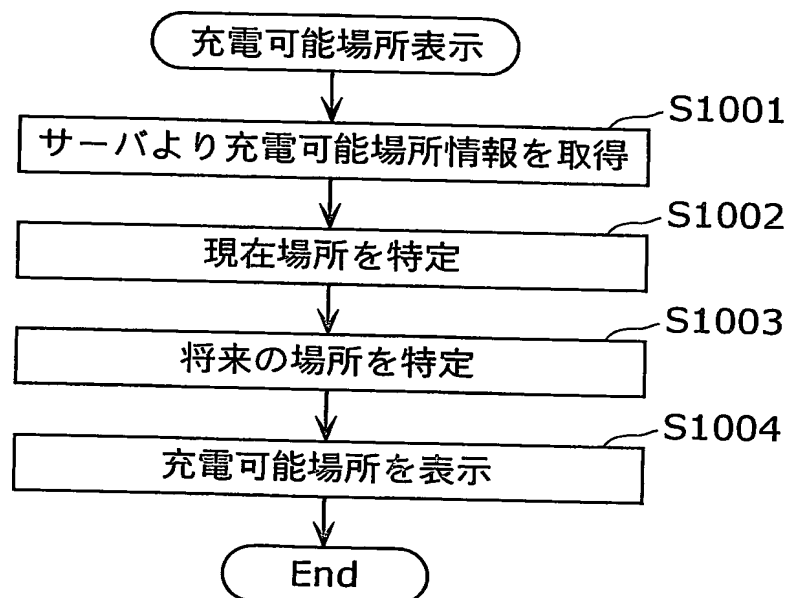 充電可能場所表示
S1001
サーバより充電可能場所情報を取得
S1002
現在場所を特定
S1003
将来の場所を特定
S1004
充電可能場所を表示
End